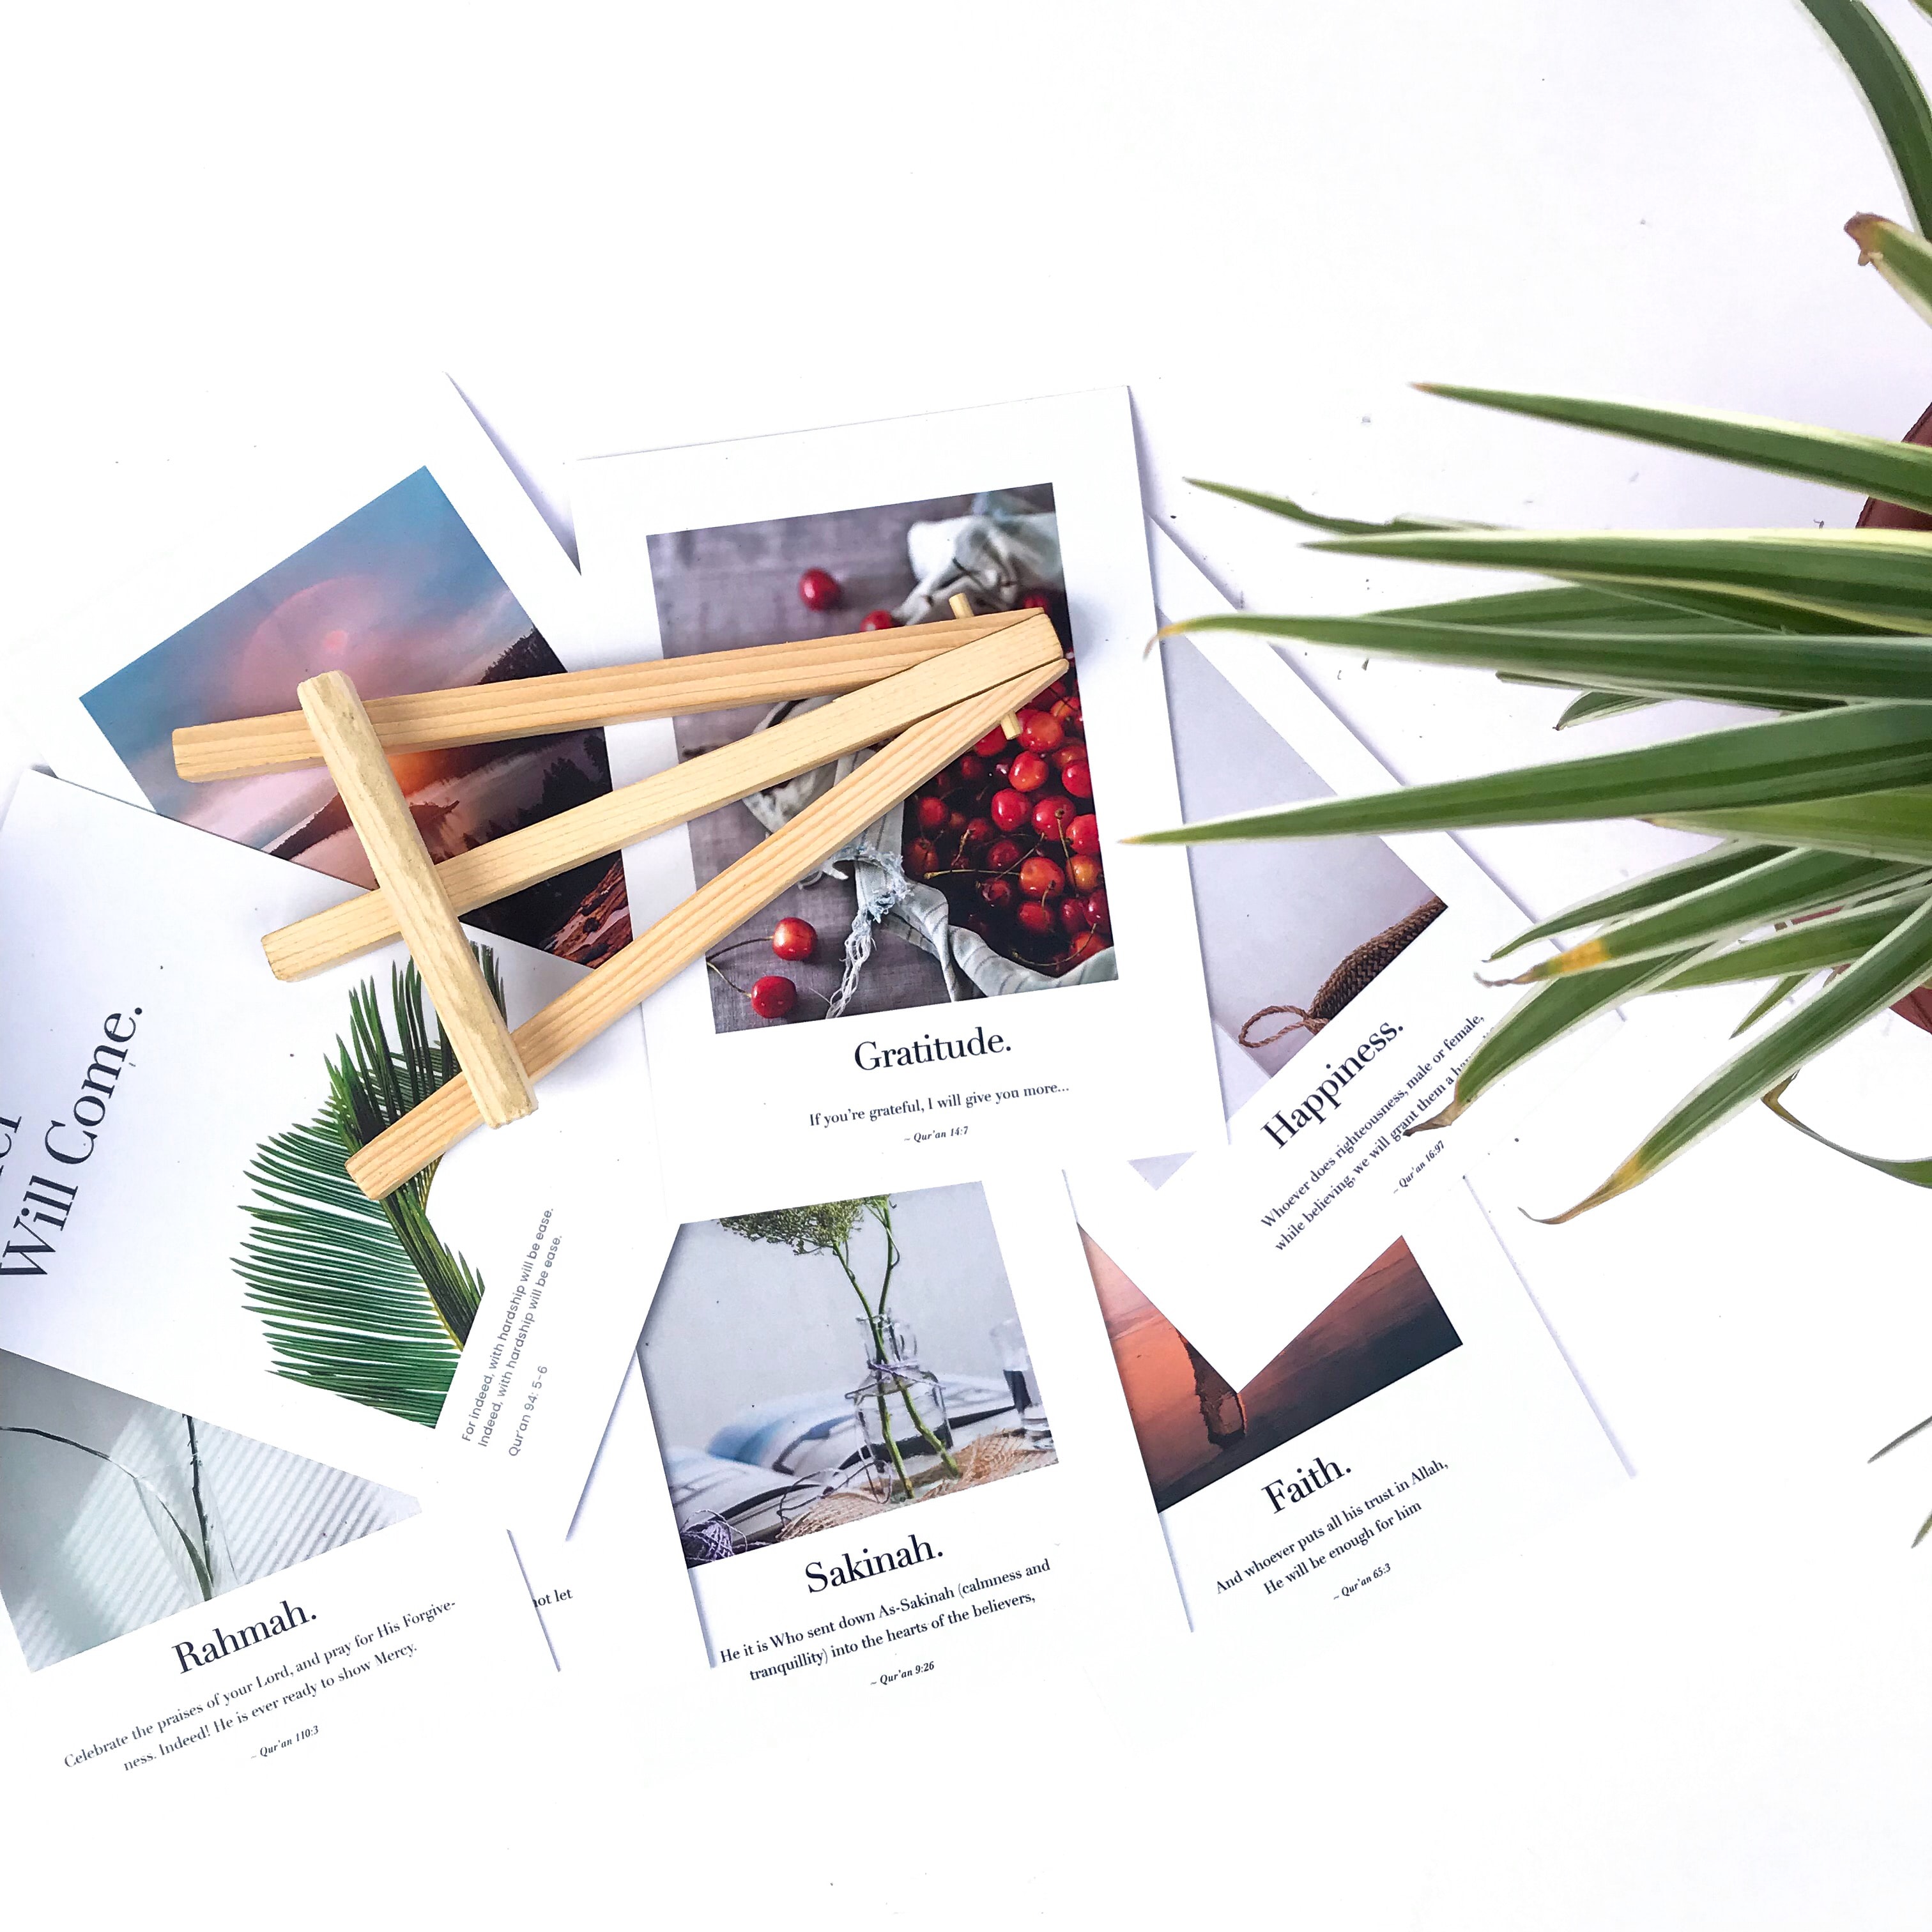 Will Come.
For indeed, with hardship will be ease.
Indeed, with hardship will be ease.
Qur'an 94: 5-6
Gratitude.
If you're grateful, I will give you more...
~ Qur'an 14:7
Happiness.
Whoever does righteousness, male or female,
while believing, we will grant them a
~ Qur'an 16:97
Rahmah.
Celebrate the praises of your Lord, and pray for His Forgive-
ness. Indeed! He is ever ready to show Mercy.
~ Qur'an 110:3
not let
Sakinah.
He it is Who sent down As-Sakinah (calmness and
tranquillity) into the hearts of the believers,
~ Qur'an 9:26
Faith.
And whoever puts all his trust in Allah,
He will be enough for him
~ Qur'an 65:3